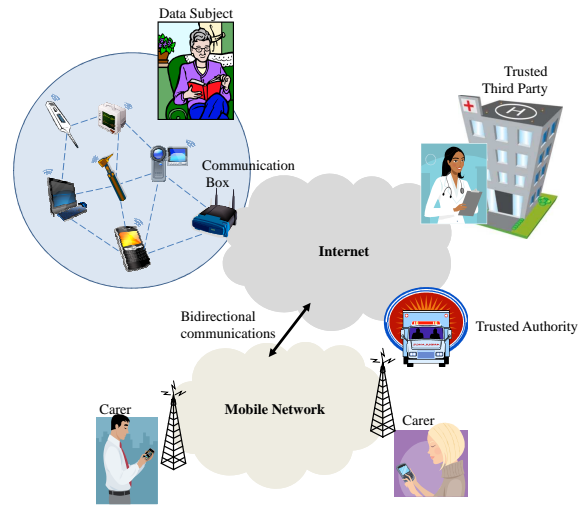 Data Subject
Trusted
Third Party
H
Communication
Box
Internet
Bidirectional
communications
Trusted Authority
Mobile Network
Carer
Carer